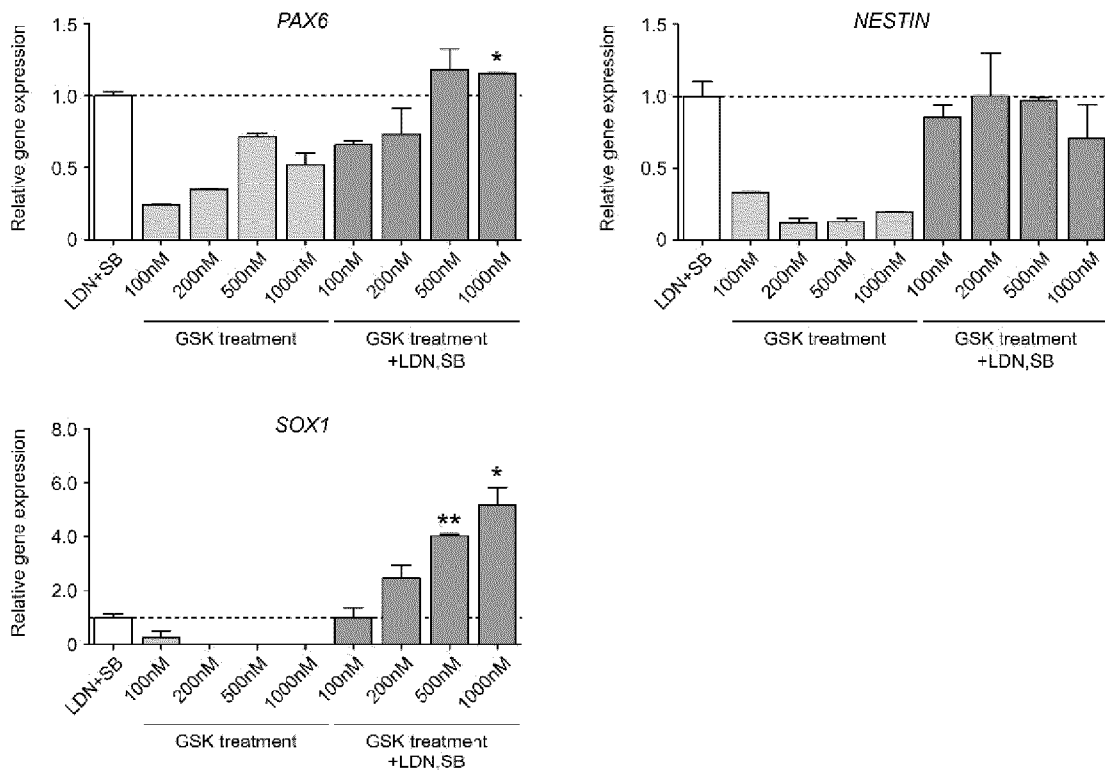 PAX6
Relative gene expression
1.5
1.0
0.5
0
LDN+SB
100nM
200nM
500nM
1000nM
100nM
200nM
500nM
1000nM
*
GSK treatment
GSK treatment
+LDN,SB
NESTIN
Relative gene expression
1.5
1.0
0.5
0
LDN+SB
100nM
200nM
500nM
1000nM
100nM
200nM
500nM
1000nM
GSK treatment
GSK treatment
+LDN,SB
SOX1
Relative gene expression
8.0
6.0
4.0
2.0
0
LDN+SB
100nM
200nM
500nM
1000nM
100nM
200nM
500nM
1000nM
**
*
GSK treatment
GSK treatment
+LDN,SB